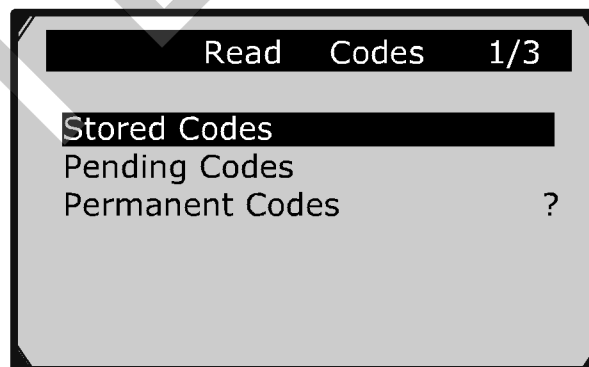 Read Codes 1/3
Stored Codes
Pending Codes
Permanent Codes ?